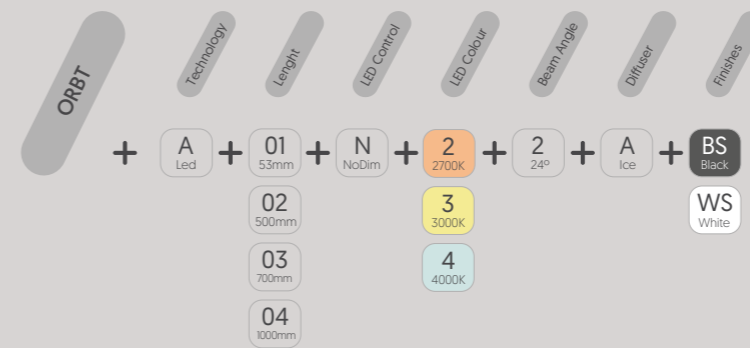 ORBT
Technology
Lenght
LED Control
LED Colour
Beam Angle
Diffuser
Finishes
+ A + 01 + N + 2 + 2 + A + BS
Led 53mm NoDim 2700K 24º Ice Black
02 3 WS
500mm 3000K White
03 4
700mm 4000K
04
1000mm